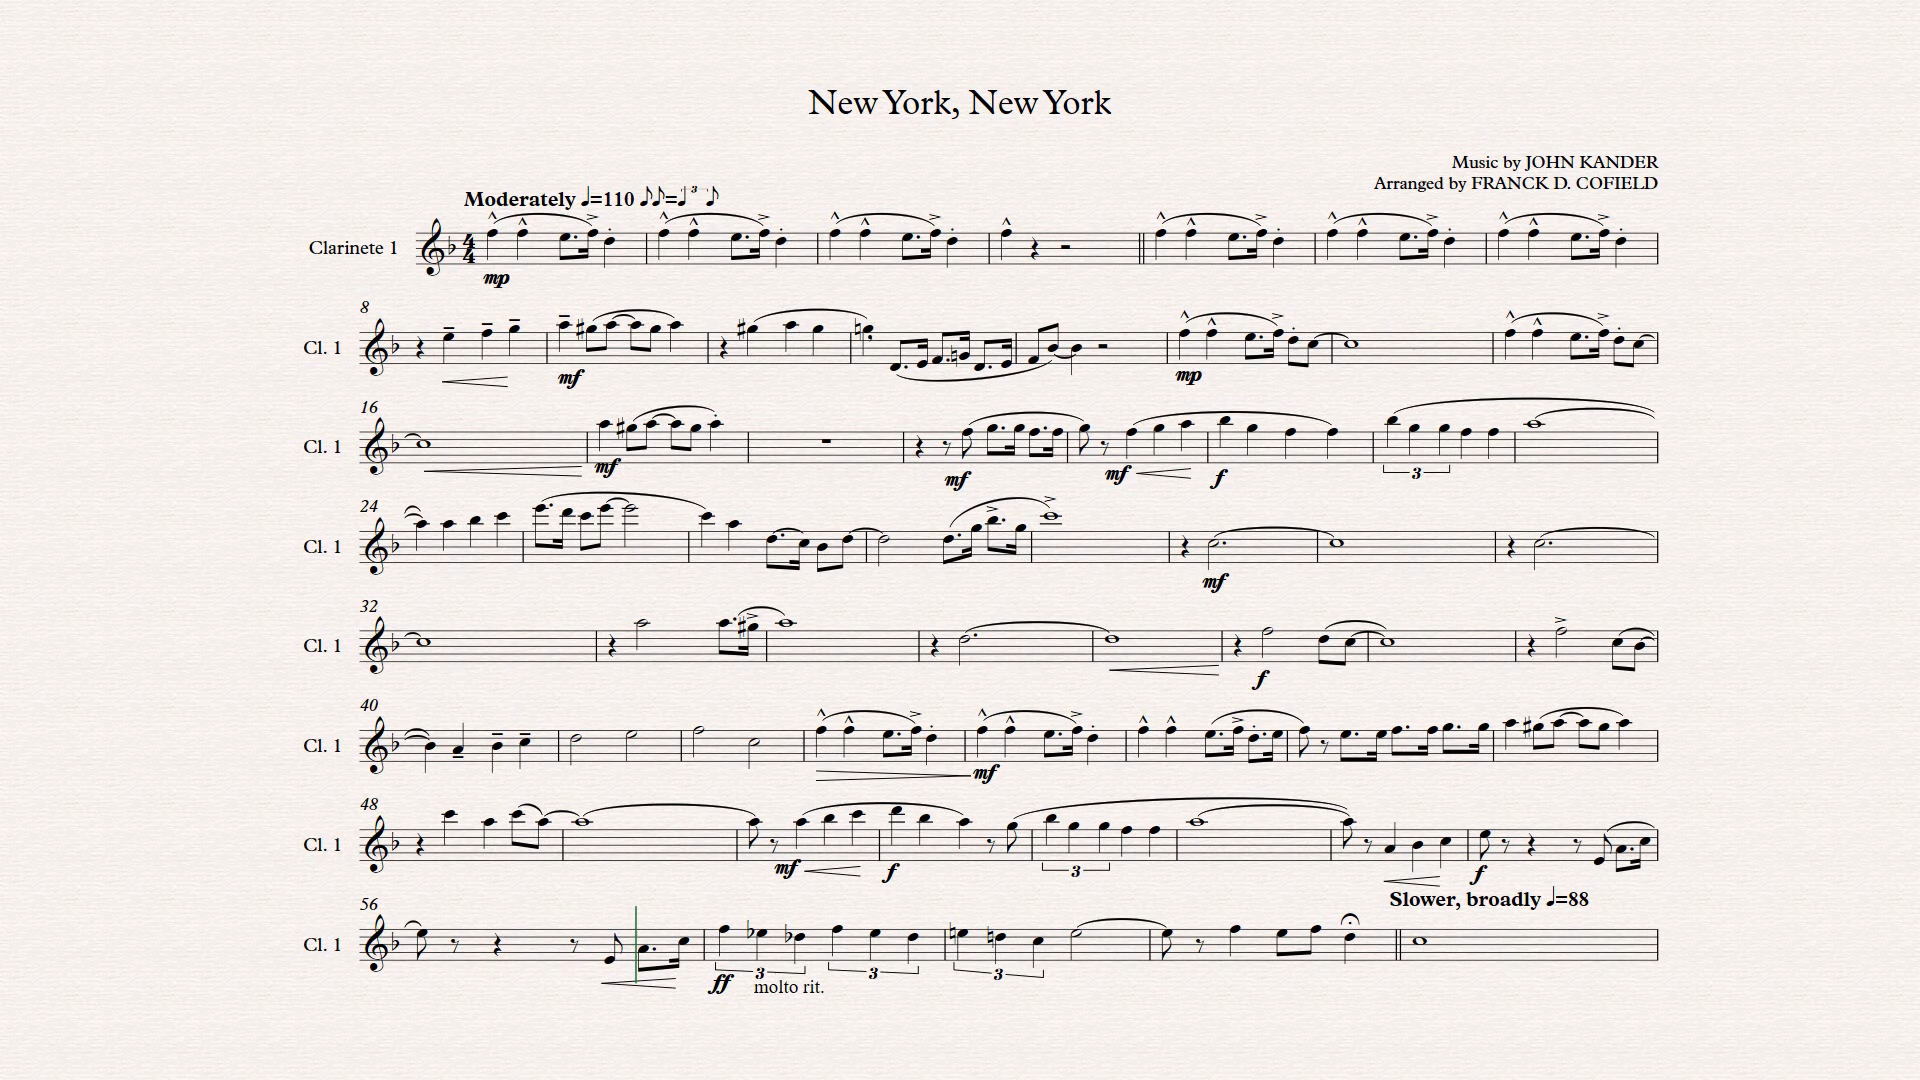 New York, New York
Music by JOHN KANDER
Arranged by FRANCK D. COFIELD
Moderately ♩=110 ♪♪=♩ 3 ♪
Clarinete 1
4
4
mp
8
Cl. 1
mf
mp
16
Cl. 1
mf
mf
mf
f
3
24
Cl. 1
mf
32
Cl. 1
f
40
Cl. 1
mf
48
Cl. 1
mf
f
3
f
Slower, broadly ♩=88
56
Cl. 1
ff
3
3
3
molto rit.